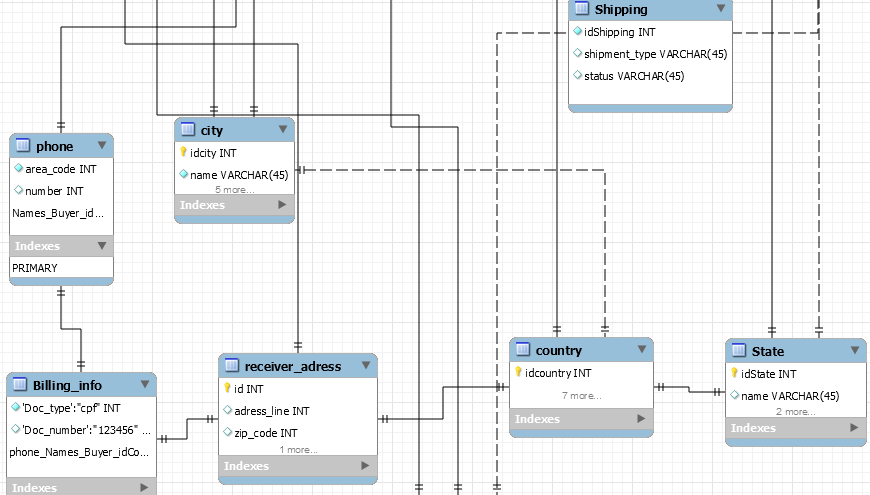 Shipping
idShipping INT
shipment_type VARCHAR(45)
status VARCHAR(45)
phone
area_code INT
number INT
Names_Buyer_id...
Indexes
PRIMARY
city
idcity INT
name VARCHAR(45)
5 more...
Indexes
Billing_info
'Doc_type':"cpf" INT
'Doc_number':"123456" ...
phone_Names_Buyer_idCo...
Indexes
receiver_adress
id INT
adress_line INT
zip_code INT
1 more...
Indexes
country
idcountry INT
7 more...
Indexes
State
idState INT
name VARCHAR(45)
2 more...
Indexes